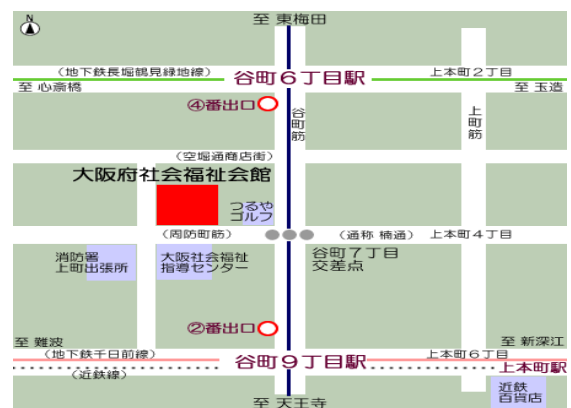 N
至 東梅田
(地下鉄長堀鶴見緑地線)
谷町6丁目駅
上本町2丁目
至 心斎橋
至 玉造
④番出口
谷町筋
上町筋
(空堀通商店街)
大阪府社会福祉会館
つるや
ゴルフ
(周防町筋)
(通称 楠通)
上本町4丁目
消防署
上町出張所
大阪社会福祉
指導センター
谷町7丁目
交差点
②番出口
至 難波
至 新深江
(地下鉄千日前線)
谷町9丁目駅
上本町6丁目
(近鉄線)
上本町駅
近鉄
百貨店
至 天王寺